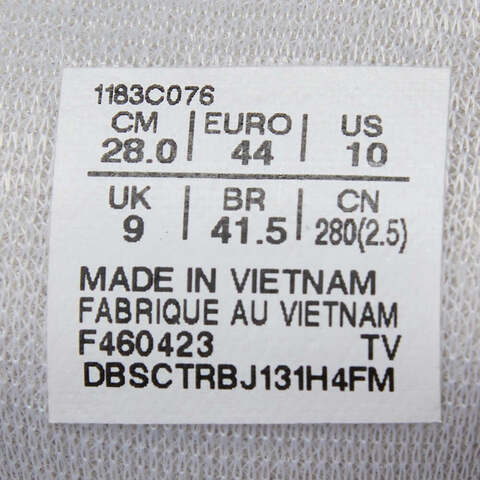 1183C076
CM | EURO | US
28.0 | 44 | 10
UK | BR | CN
9 | 41.5 | 280(2.5)
MADE IN VIETNAM
FABRIQUE AU VIETNAM
F460423 TV
DBSCTRBJ131H4FM